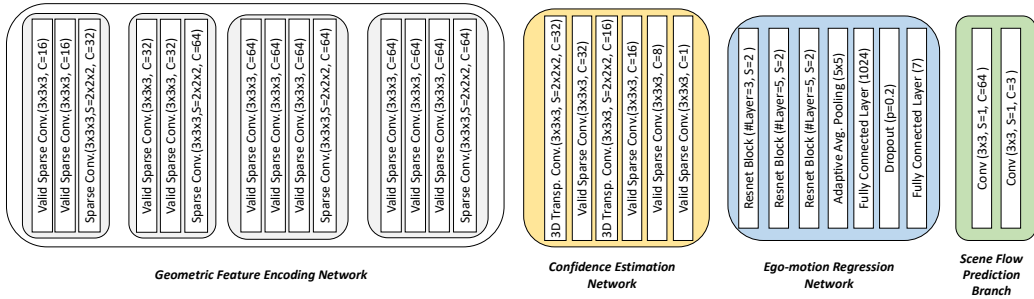 Valid Sparse Conv.(3x3x3, C=16)
Valid Sparse Conv.(3x3x3, C=16)
Sparse Conv.(3x3x3,S=2x2x2, C=32)
Valid Sparse Conv.(3x3x3, C=32)
Valid Sparse Conv.(3x3x3, C=32)
Sparse Conv.(3x3x3,S=2x2x2, C=64)
Valid Sparse Conv.(3x3x3, C=64)
Valid Sparse Conv.(3x3x3, C=64)
Valid Sparse Conv.(3x3x3, C=64)
Sparse Conv.(3x3x3,S=2x2x2, C=64)
Valid Sparse Conv.(3x3x3, C=64)
Valid Sparse Conv.(3x3x3, C=64)
Sparse Conv.(3x3x3,S=2x2x2, C=64)
Geometric Feature Encoding Network
3D Transp. Conv.(3x3x3, S=2x2x2, C=32)
Valid Sparse Conv.(3x3x3, C=32)
3D Transp. Conv.(3x3x3, S=2x2x2, C=16)
Valid Sparse Conv.(3x3x3, C=16)
Valid Sparse Conv.(3x3x3, C=8)
Valid Sparse Conv.(3x3x3, C=1)
Confidence Estimation
Network
Resnet Block (#Layer=3, S=2 )
Resnet Block (#Layer=5, S=2)
Resnet Block (#Layer=5, S=2)
Adaptive Avg. Pooling (5x5)
Fully Connected Layer (1024)
Dropout (p=0.2)
Fully Connected Layer (7)
Ego-motion Regression
Network
Conv (3x3, S=1, C=64 )
Conv (3x3, S=1, C=3 )
Scene Flow
Prediction
Branch